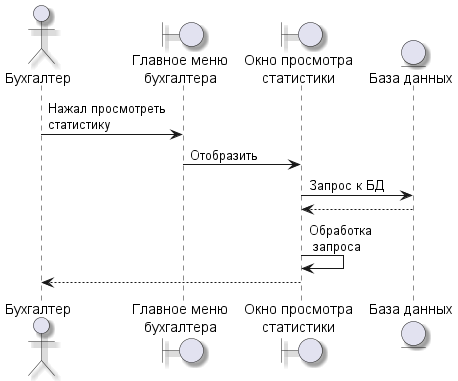 Бухгалтер
Главное меню
бухгалтера
Окно просмотра
статистики
База данных
Нажал просмотреть
статистику
Отобразить
Запрос к БД
Обработка
запроса
Бухгалтер
Главное меню
бухгалтера
Окно просмотра
статистики
База данных